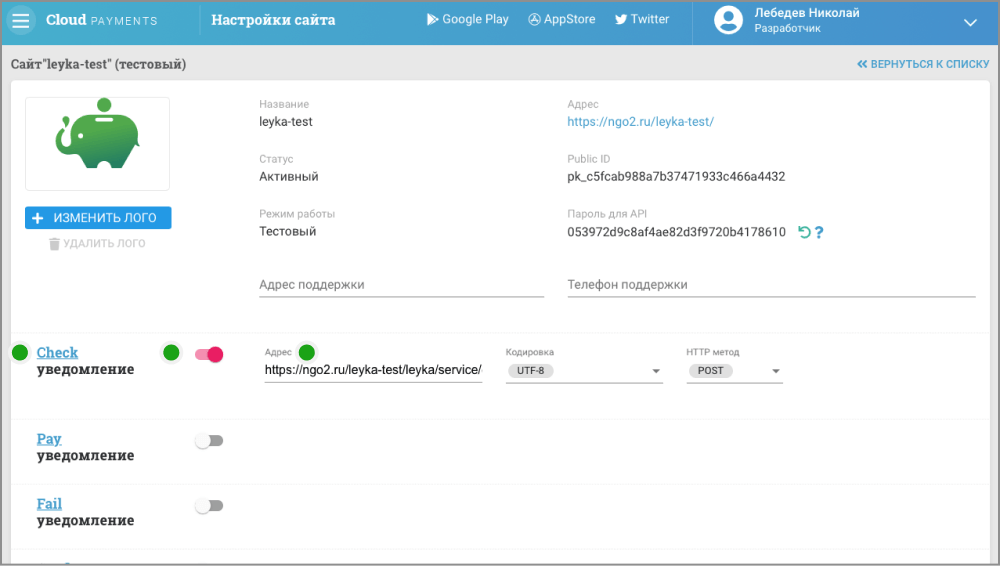 Cloud PAYMENTS
Настройки сайта
Google Play
AppStore
Twitter
Лебедев Николай
Разработчик
Сайт"leyka-test" (тестовый)
ВЕРНУТЬСЯ К СПИСКУ
Название
leyka-test
Адрес
https://ngo2.ru/leyka-test/
Статус
Активный
Public ID
pk_c5fcab988a7b37471933c466a4432
ИЗМЕНИТЬ ЛОГО
УДАЛИТЬ ЛОГО
Режим работы
Тестовый
Пароль для API
053972d9c8af4ae82d3f9720b4178610
?
Адрес поддержки
Телефон поддержки
Check
уведомление
Адрес
https://ngo2.ru/leyka-test/leyka/service/
Кодировка
UTF-8
HTTP метод
POST
Pay
уведомление
Fail
уведомление